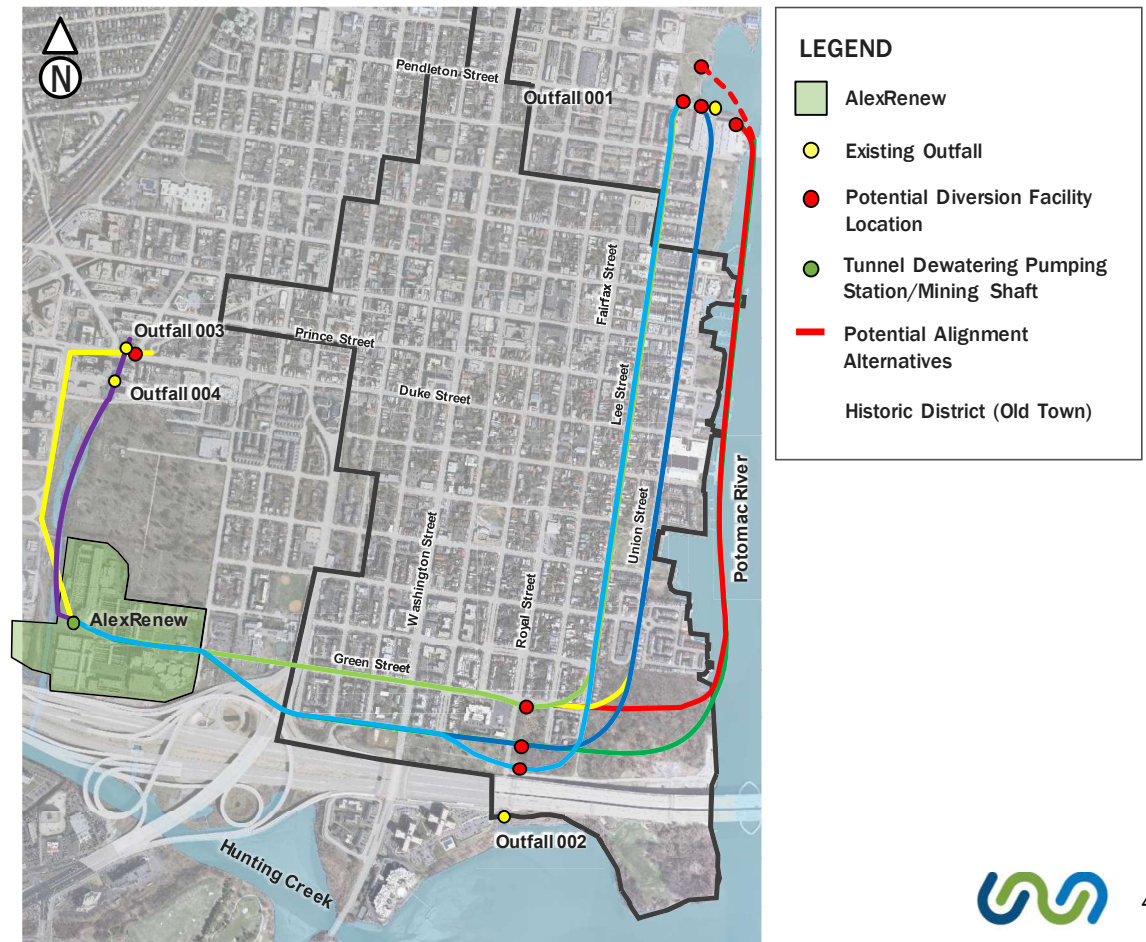 N
Pendleton Street
Outfall 001
Fairfax Street
Outfall 003
Prince Street
Outfall 004
Duke Street
Lee Street
Union Street
Potomac River
Washington Street
Royal Street
AlexRenew
Green Street
Outfall 002
Hunting Creek
LEGEND
AlexRenew
Existing Outfall
Potential Diversion Facility
Location
Tunnel Dewatering Pumping
Station/Mining Shaft
Potential Alignment
Alternatives
Historic District (Old Town)
4